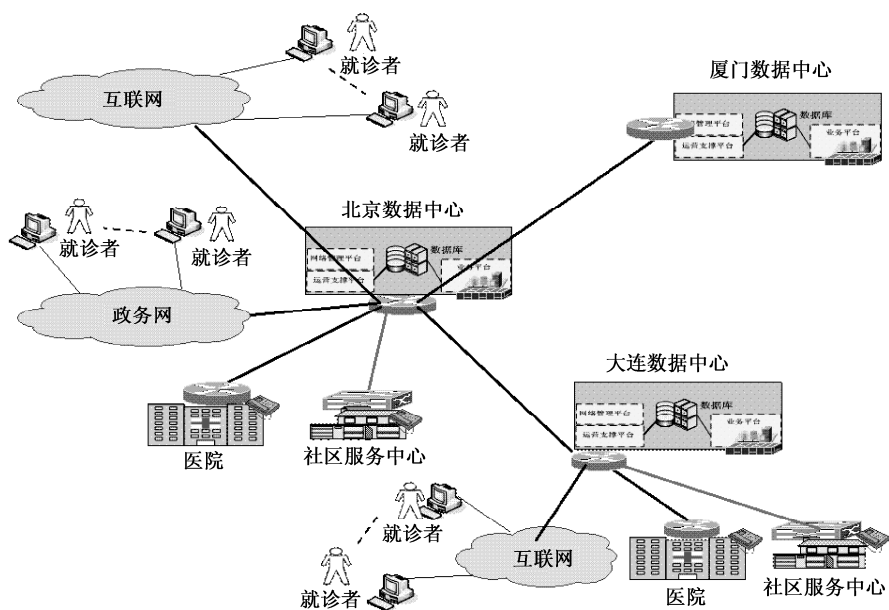 就诊者
互联网
就诊者
厦门数据中心
管理平台
运营支撑平台
数据库
业务平台
北京数据中心
网络管理平台
运营支撑平台
数据库
业务平台
就诊者
就诊者
政务网
医院
社区服务中心
大连数据中心
网络管理平台
运营支撑平台
数据库
业务平台
就诊者
就诊者
互联网
医院
社区服务中心